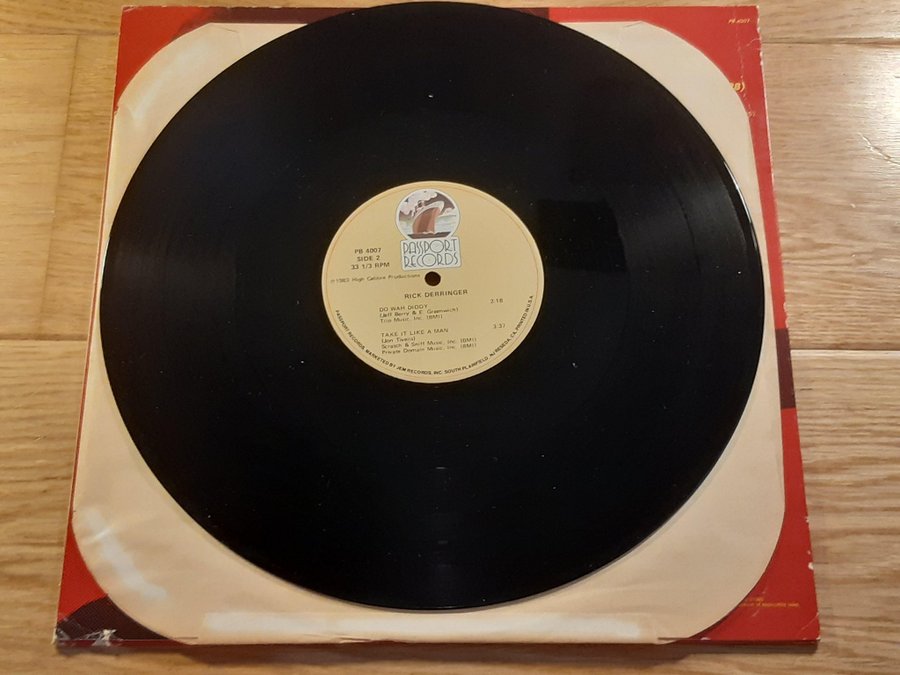 PB 4007
PASSPORT
RECORDS
PB 4007
SIDE 2
33 1/3 RPM
℗1983 High Calibre Productions
RICK DERRINGER
DO WAH DIDDY 2:18
(Jeff Barry & E. Greenwich)
Trio Music, Inc. (BMI)
TAKE IT LIKE A MAN 3:37
(Jon Tiven)
Scratch & Sniff Music, Inc. (BMI)
Private Domain Music, Inc. (BMI)
PASSPORT RECORDS, MARKETED BY JEM RECORDS, INC. SOUTH PLAINFIELD, NJ RESEDA, CA. PRINTED IN U.S.A.